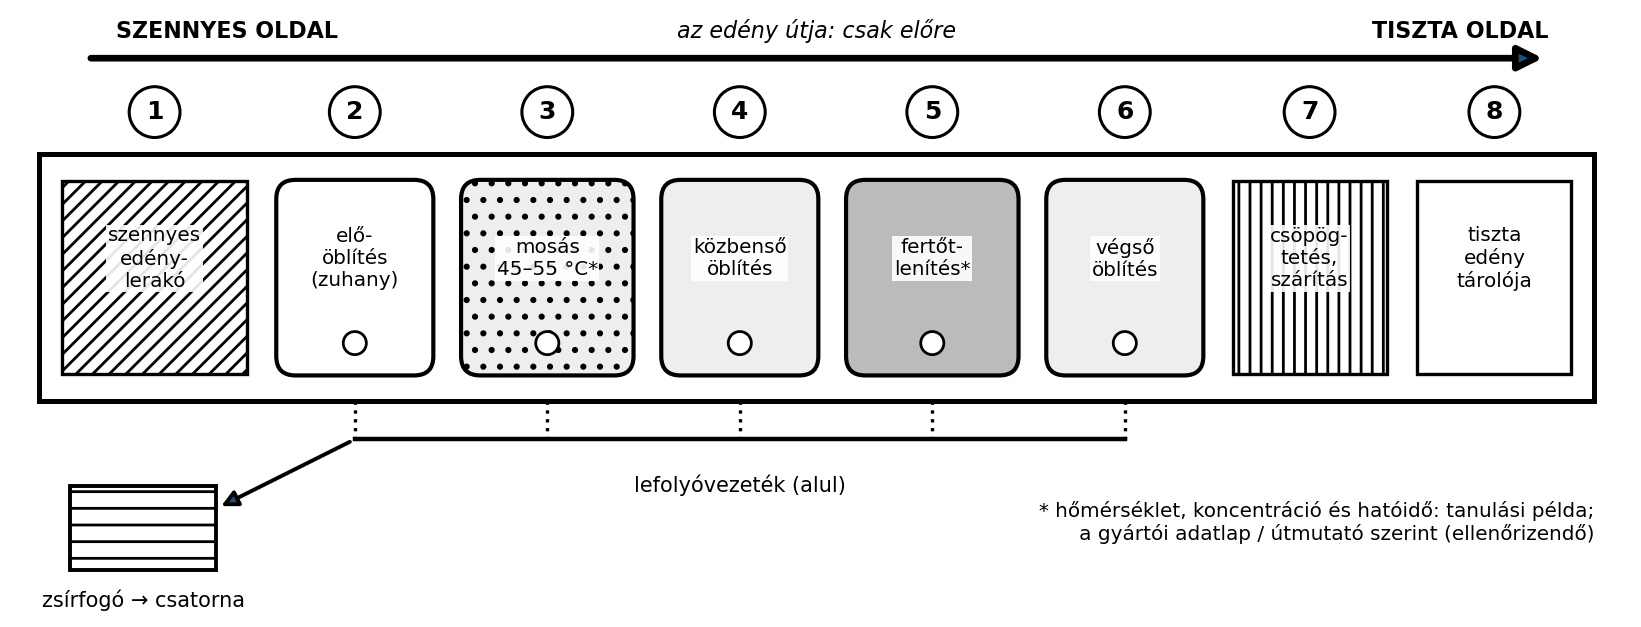 SZENNYES OLDAL
az edény útja: csak előre
TISZTA OLDAL
1
2
3
4
5
6
7
8
szennyes
edény-
lerakó
elő-
öblítés
(zuhany)
mosás
45–55 °C*
közbenső
öblítés
fertőt-
lenítés*
végső
öblítés
csöpög-
tetés,
szárítás
tiszta
edény
tárolója
lefolyóvezeték (alul)
* hőmérséklet, koncentráció és hatóidő: tanulási példa;
a gyártói adatlap / útmutató szerint (ellenőrizendő)
zsírfogó → csatorna